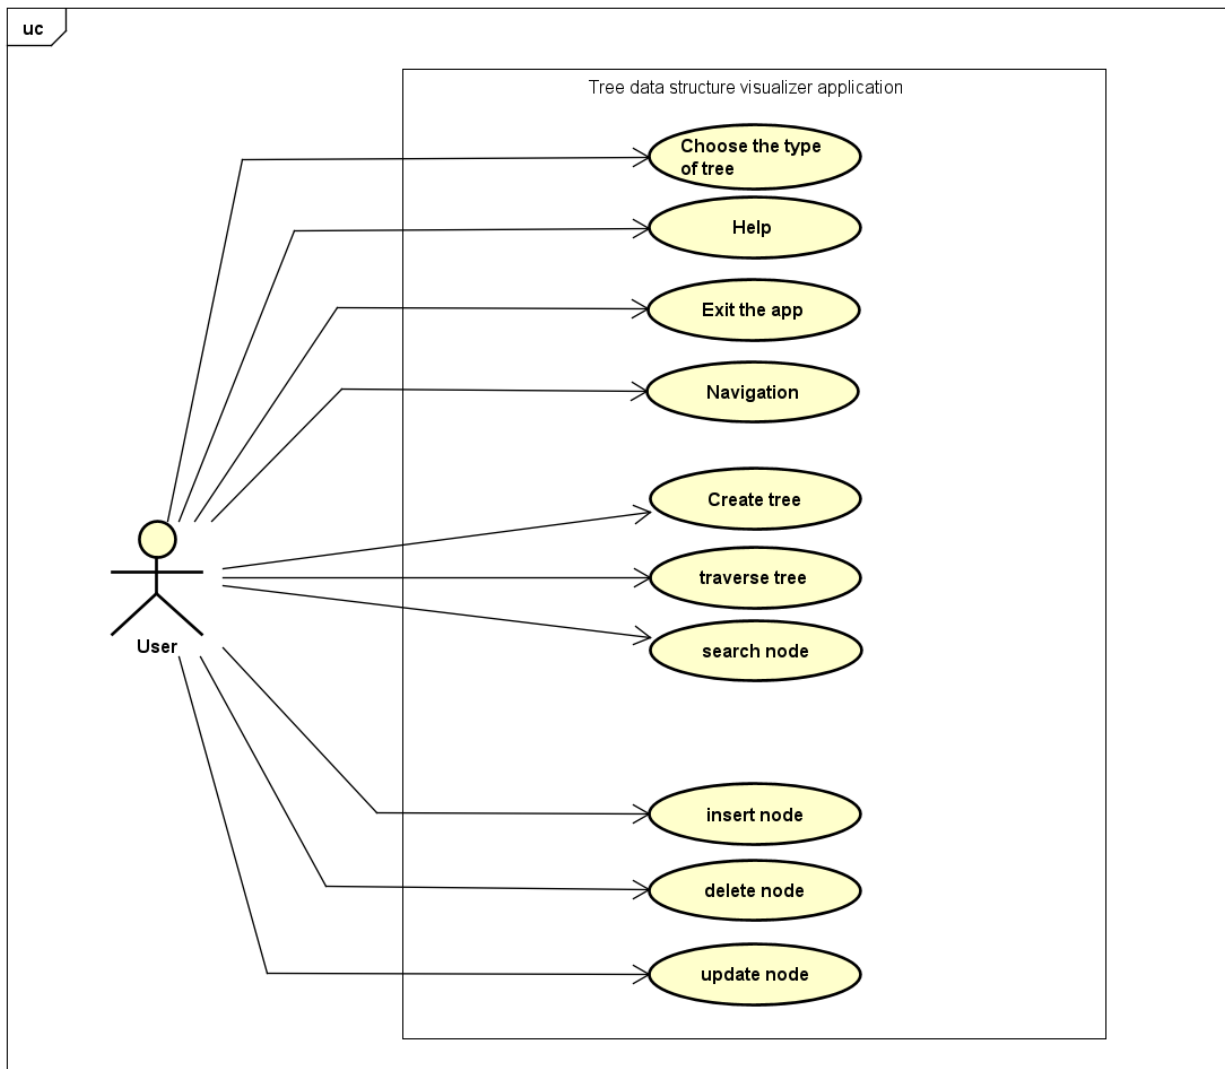 uc
Tree data structure visualizer application
Choose the type
of tree
Help
Exit the app
Navigation
Create tree
traverse tree
search node
User
insert node
delete node
update node